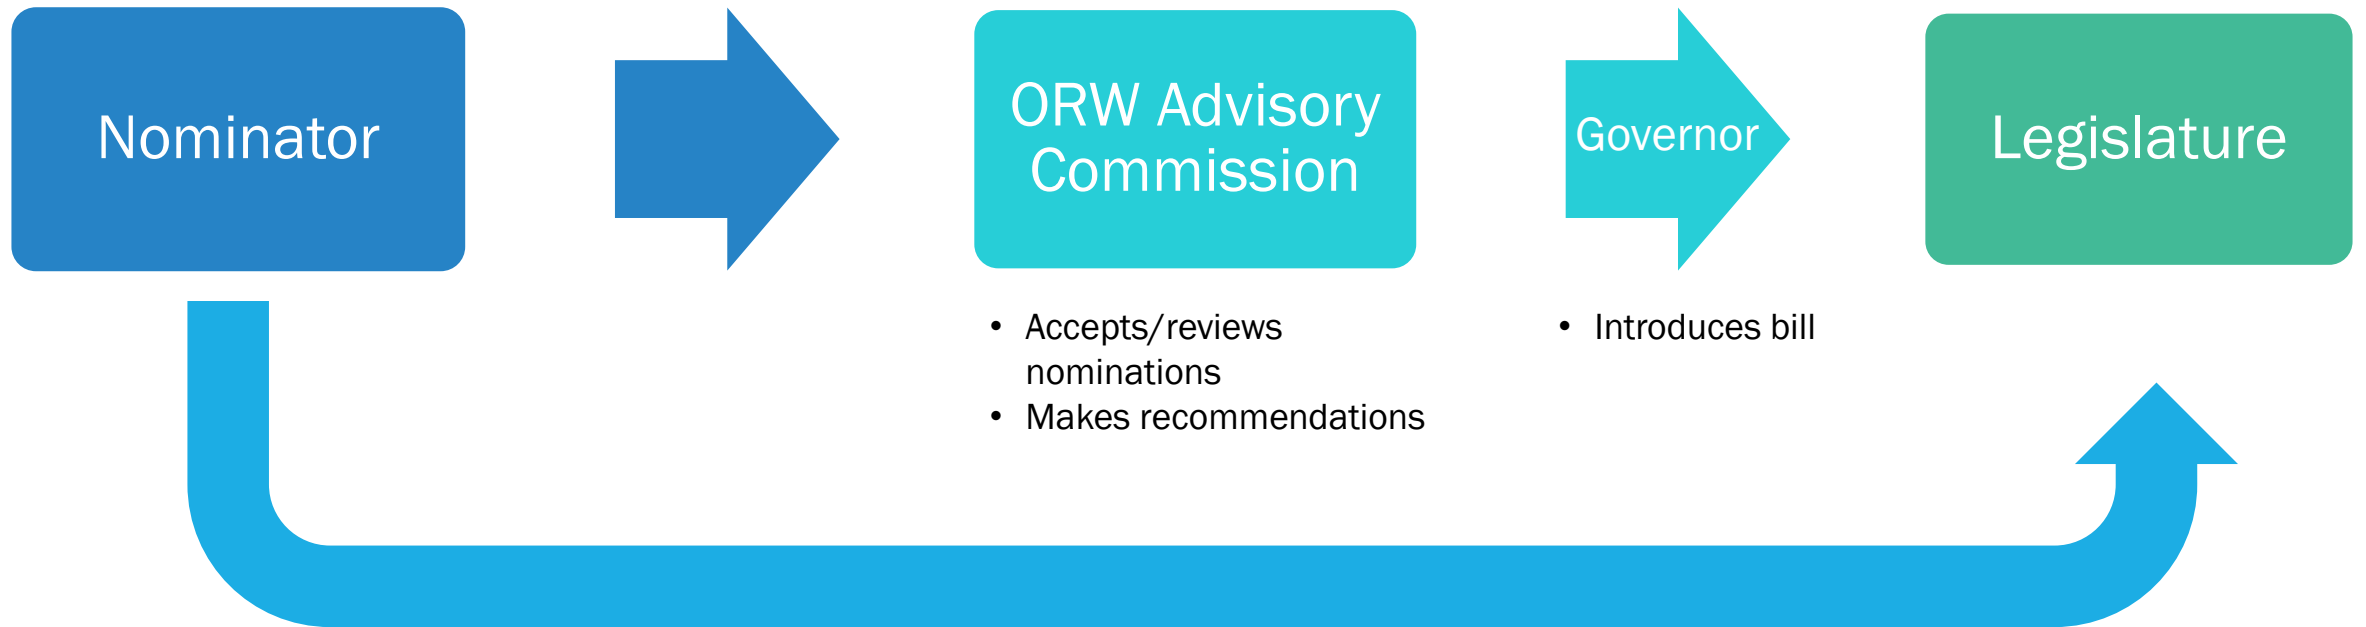 Nominator
ORW Advisory
Commission
Governor
Legislature
• Accepts/reviews
nominations
• Makes recommendations
• Introduces bill